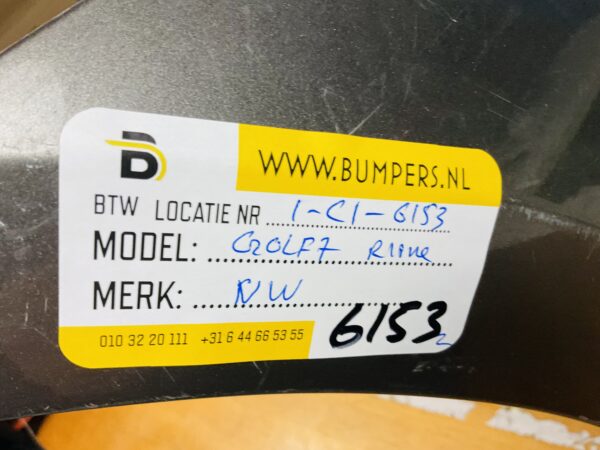 B
WWW.BUMPERS.NL
BTW LOCATIE NR 1-C1-6153
MODEL: GOLF7 Rline
MERK: VW
010 32 20 111 +31 6 44 66 53 55
6153
2